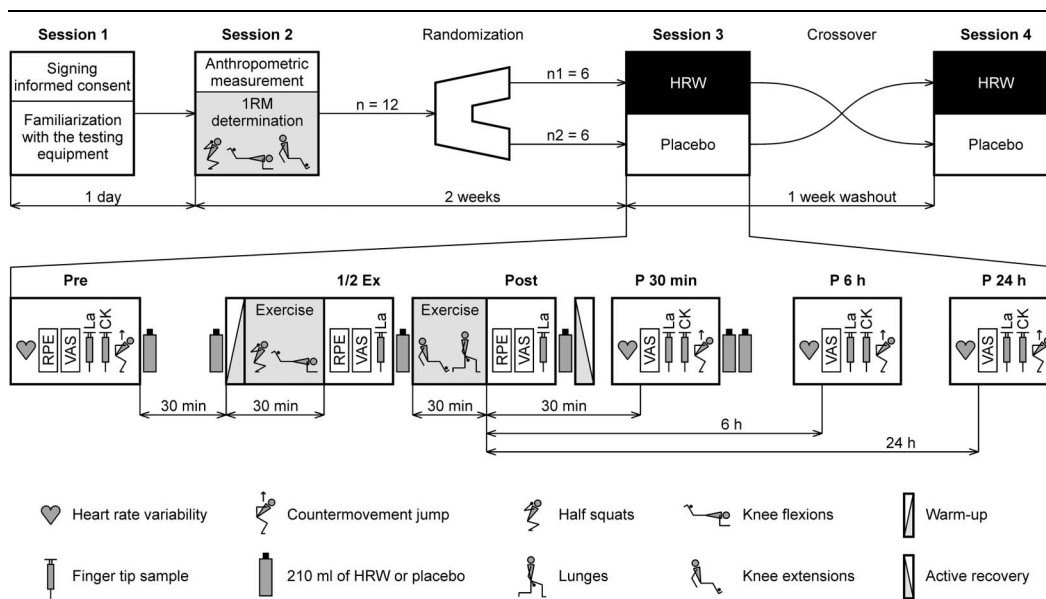 Session 1
Session 2
Randomization
Session 3
Crossover
Session 4
Signing
informed consent
Familiarization
with the testing
equipment
Anthropometric
measurement
1RM
determination
n = 12
n1 = 6
n2 = 6
HRW
Placebo
HRW
Placebo
1 day
2 weeks
1 week washout
Pre
1/2 Ex
Post
P 30 min
P 6 h
P 24 h
RPE
VAS
La
CK
Exercise
RPE
VAS
La
Exercise
RPE
VAS
La
VAS
La
CK
VAS
La
CK
VAS
La
CK
30 min
30 min
30 min
30 min
6 h
24 h
Heart rate variability
Countermovement jump
Half squats
Knee flexions
Warm-up
Finger tip sample
210 ml of HRW or placebo
Lunges
Knee extensions
Active recovery